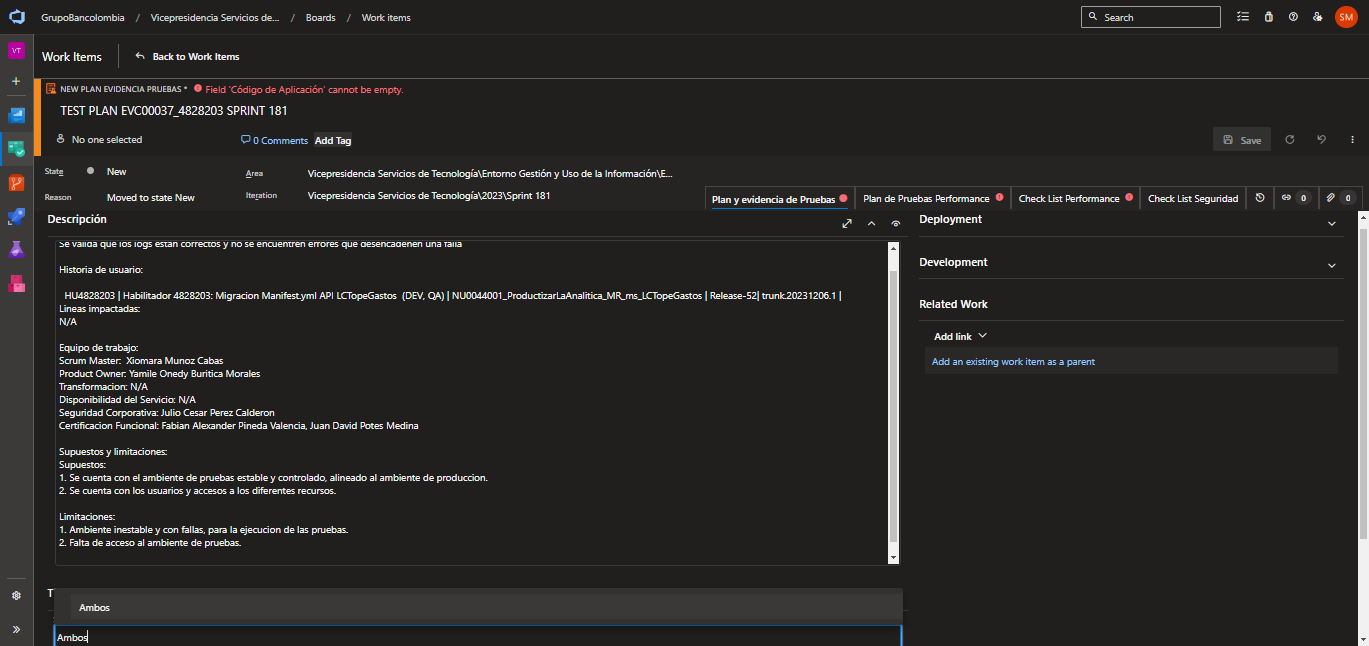 GrupoBancolombia / Vicepresidencia Servicios de... / Boards / Work items
Search
SM
VT
Work Items
Back to Work Items
NEW PLAN EVIDENCIA PRUEBAS * Field 'Código de Aplicación' cannot be empty.
TEST PLAN EVC00037_4828203 SPRINT 181
No one selected
0 Comments
Add Tag
Save
State
New
Area
Vicepresidencia Servicios de Tecnología\Entorno Gestión y Uso de la Información\E...
Reason
Moved to state New
Iteration
Vicepresidencia Servicios de Tecnología\2023\Sprint 181
Plan y evidencia de Pruebas
Plan de Pruebas Performance
Check List Performance
Check List Seguridad
0
0
Descripción
Se valida que los logs estan correctos y no se encuentren errores que desencadenen una falla
Historia de usuario:
HU4828203 | Habilitador 4828203: Migracion Manifest.yml API LCTopeGastos (DEV, QA) | NU0044001_ProductizarLaAnalitica_MR_ms_LCTopeGastos | Release-52| trunk.20231206.1 |
Lineas impactadas:
N/A
Equipo de trabajo:
Scrum Master: Xiomara Munoz Cabas
Product Owner: Yamile Onedy Buritica Morales
Transformacion: N/A
Disponibilidad del Servicio: N/A
Seguridad Corporativa: Julio Cesar Perez Calderon
Certificacion Funcional: Fabian Alexander Pineda Valencia, Juan David Potes Medina
Supuestos y limitaciones:
Supuestos:
1. Se cuenta con el ambiente de pruebas estable y controlado, alineado al ambiente de produccion.
2. Se cuenta con los usuarios y accesos a los diferentes recursos.
Limitaciones:
1. Ambiente inestable y con fallas, para la ejecucion de las pruebas.
2. Falta de acceso al ambiente de pruebas.
T
Ambos
Ambos
Deployment
Development
Related Work
Add link
Add an existing work item as a parent